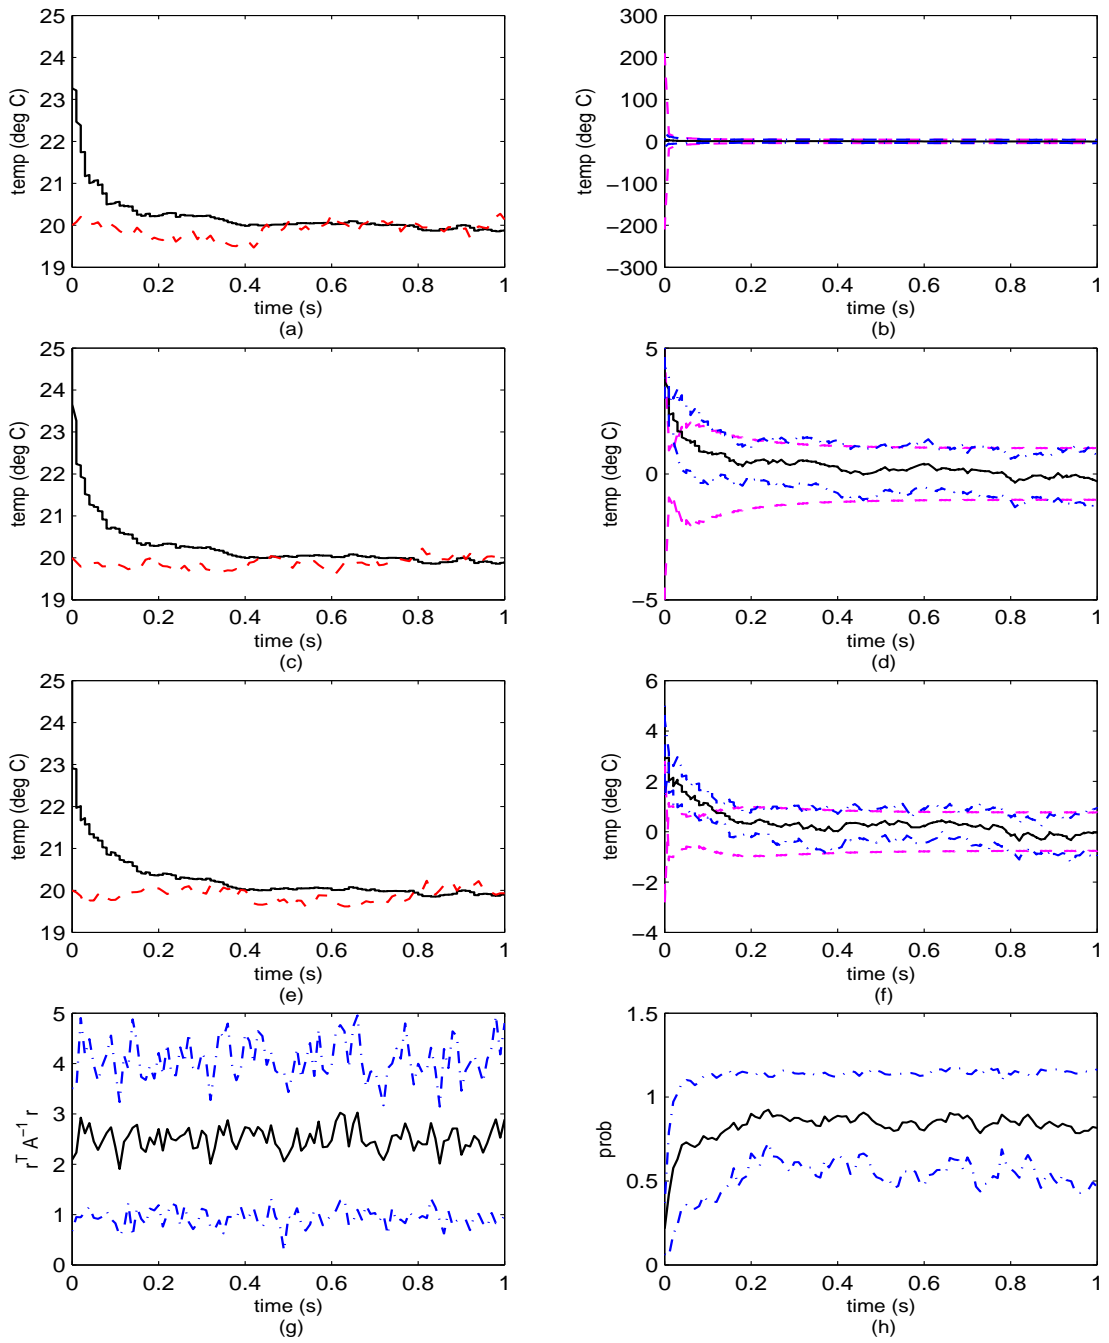 25
24
23
22
21
20
19
temp (deg C)
0 0.2 0.4 0.6 0.8 1
time (s)
(a)
300
200
100
0
−100
−200
−300
temp (deg C)
0 0.2 0.4 0.6 0.8 1
time (s)
(b)
25
24
23
22
21
20
19
temp (deg C)
0 0.2 0.4 0.6 0.8 1
time (s)
(c)
5
0
−5
temp (deg C)
0 0.2 0.4 0.6 0.8 1
time (s)
(d)
25
24
23
22
21
20
19
temp (deg C)
0 0.2 0.4 0.6 0.8 1
time (s)
(e)
6
4
2
0
−2
−4
temp (deg C)
0 0.2 0.4 0.6 0.8 1
time (s)
(f)
5
4
3
2
1
0
r^T A^−1 r
0 0.2 0.4 0.6 0.8 1
time (s)
(g)
1.5
1
0.5
0
prob
0 0.2 0.4 0.6 0.8 1
time (s)
(h)